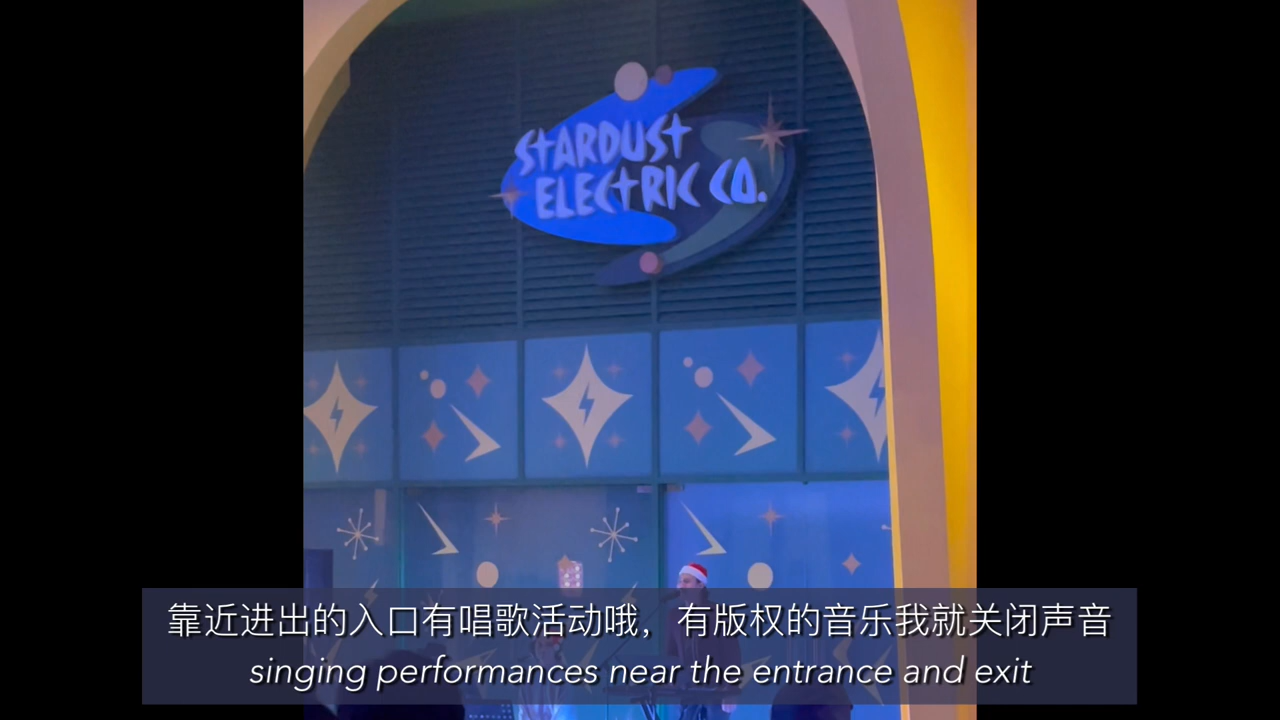 STARDUST
ELECTRIC CO.
靠近进出的入口有唱歌活动哦，有版权的音乐我就关闭声音
singing performances near the entrance and exit